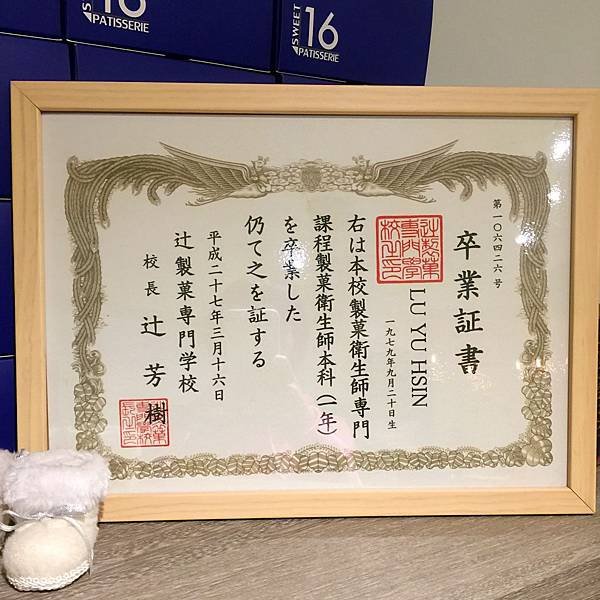 16
SWEET
PATISSERIE
16
SWEET
PATISSERIE
第一〇六四二六号
卒業証書
LU YU HSIN
一九七九年九月二十日生
右は本校製菓衛生師専門
課程製菓衛生師本科(一年)
を卒業した
仍て之を証する
平成二十七年三月十六日
辻製菓専門学校
校長 辻 芳樹